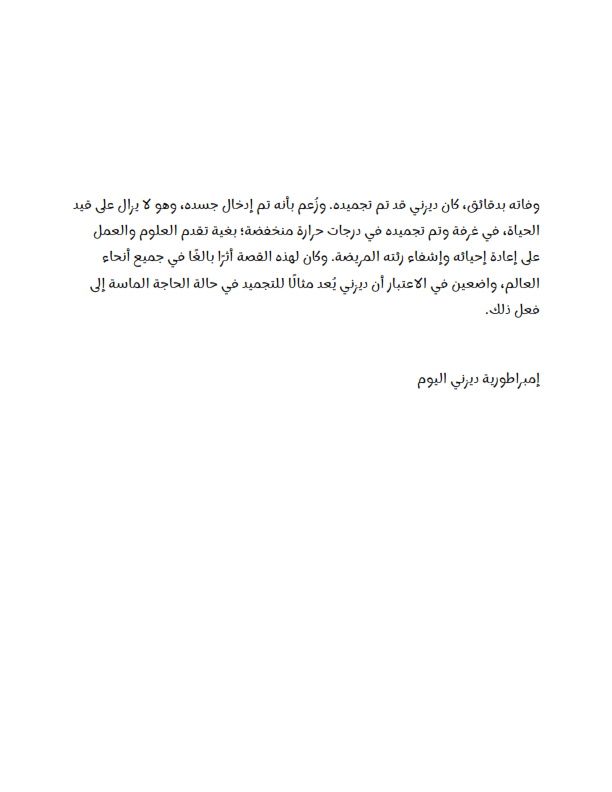 وفاته بدقائق، كان ديزني قد تم تجميده. وزُعم بأنه تم إدخال جسده، وهو لا يزال على قيد
الحياة، في غرفة وتم تجميده في درجات حرارة منخفضة؛ بغية تقدم العلوم والعمل
على إعادة إحيائه وإشفاء رئته المريضة. وكان لهذه القصة أثرًا بالغًا في جميع أنحاء
العالم، واضعين في الاعتبار أن ديزني يُعد مثالًا للتجميد في حالة الحاجة الماسة إلى
فعل ذلك.
إمبراطورية ديزني اليوم